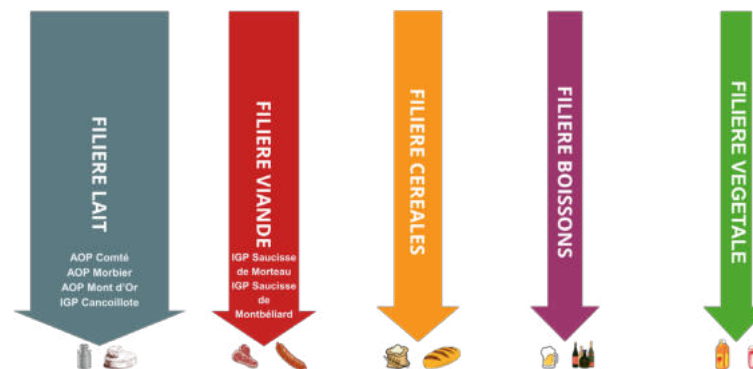 FILIERE LAIT
AOP Comté
AOP Morbier
AOP Mont d'Or
IGP Cancoillote
FILIERE VIANDE
IGP Saucisse
de Morteau
IGP Saucisse
de
Montbéliard
FILIERE CEREALES
FILIERE BOISSONS
FILIERE VEGETALE